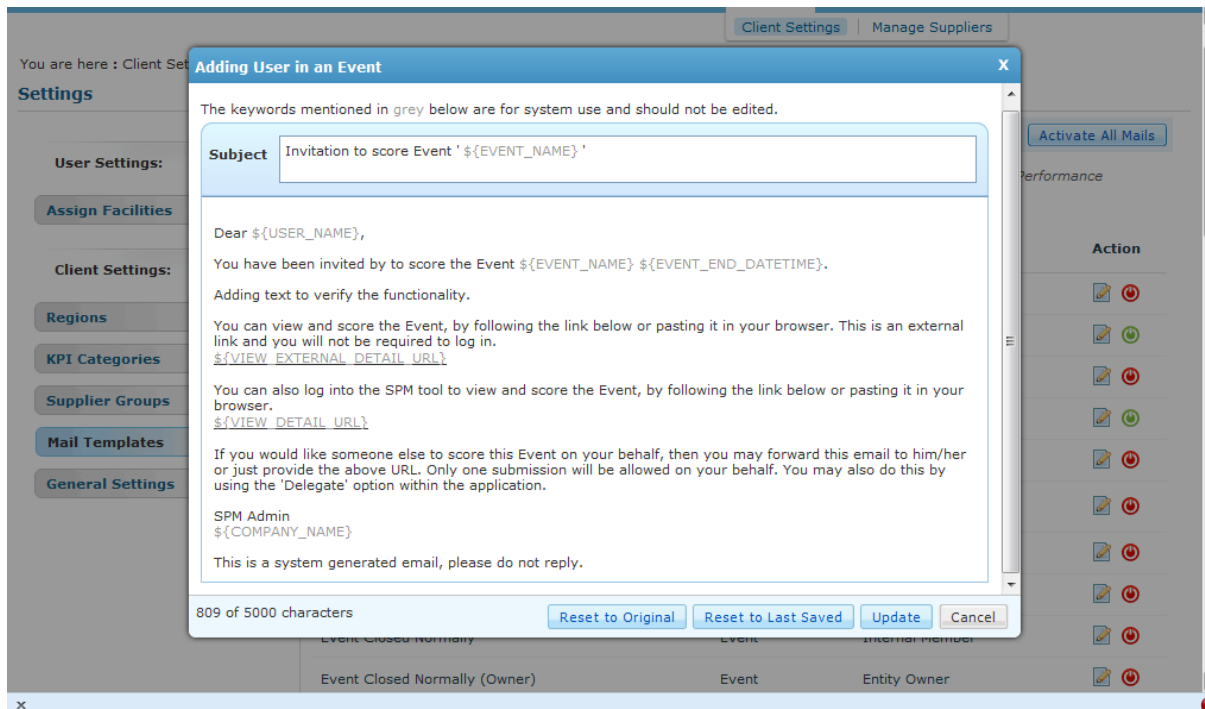 Client Settings | Manage Suppliers
You are here : Client Set
Settings
Adding User in an Event X
The keywords mentioned in grey below are for system use and should not be edited.
Activate All Mails
Subject Invitation to score Event ' ${EVENT_NAME} '
User Settings:
Performance
Assign Facilities
Dear ${USER_NAME},
Action
You have been invited by to score the Event ${EVENT_NAME} ${EVENT_END_DATETIME}.
Client Settings:
Adding text to verify the functionality.
Regions
You can view and score the Event, by following the link below or pasting it in your browser. This is an external
link and you will not be required to log in.
${VIEW_EXTERNAL_DETAIL_URL}
KPI Categories
You can also log into the SPM tool to view and score the Event, by following the link below or pasting it in your
browser.
${VIEW_DETAIL_URL}
Supplier Groups
Mail Templates
If you would like someone else to score this Event on your behalf, then you may forward this email to him/her
or just provide the above URL. Only one submission will be allowed on your behalf. You may also do this by
using the 'Delegate' option within the application.
General Settings
SPM Admin
${COMPANY_NAME}
This is a system generated email, please do not reply.
809 of 5000 characters Reset to Original Reset to Last Saved Update Cancel
Event Closed Normally Event Internal Member
Event Closed Normally (Owner) Event Entity Owner
x